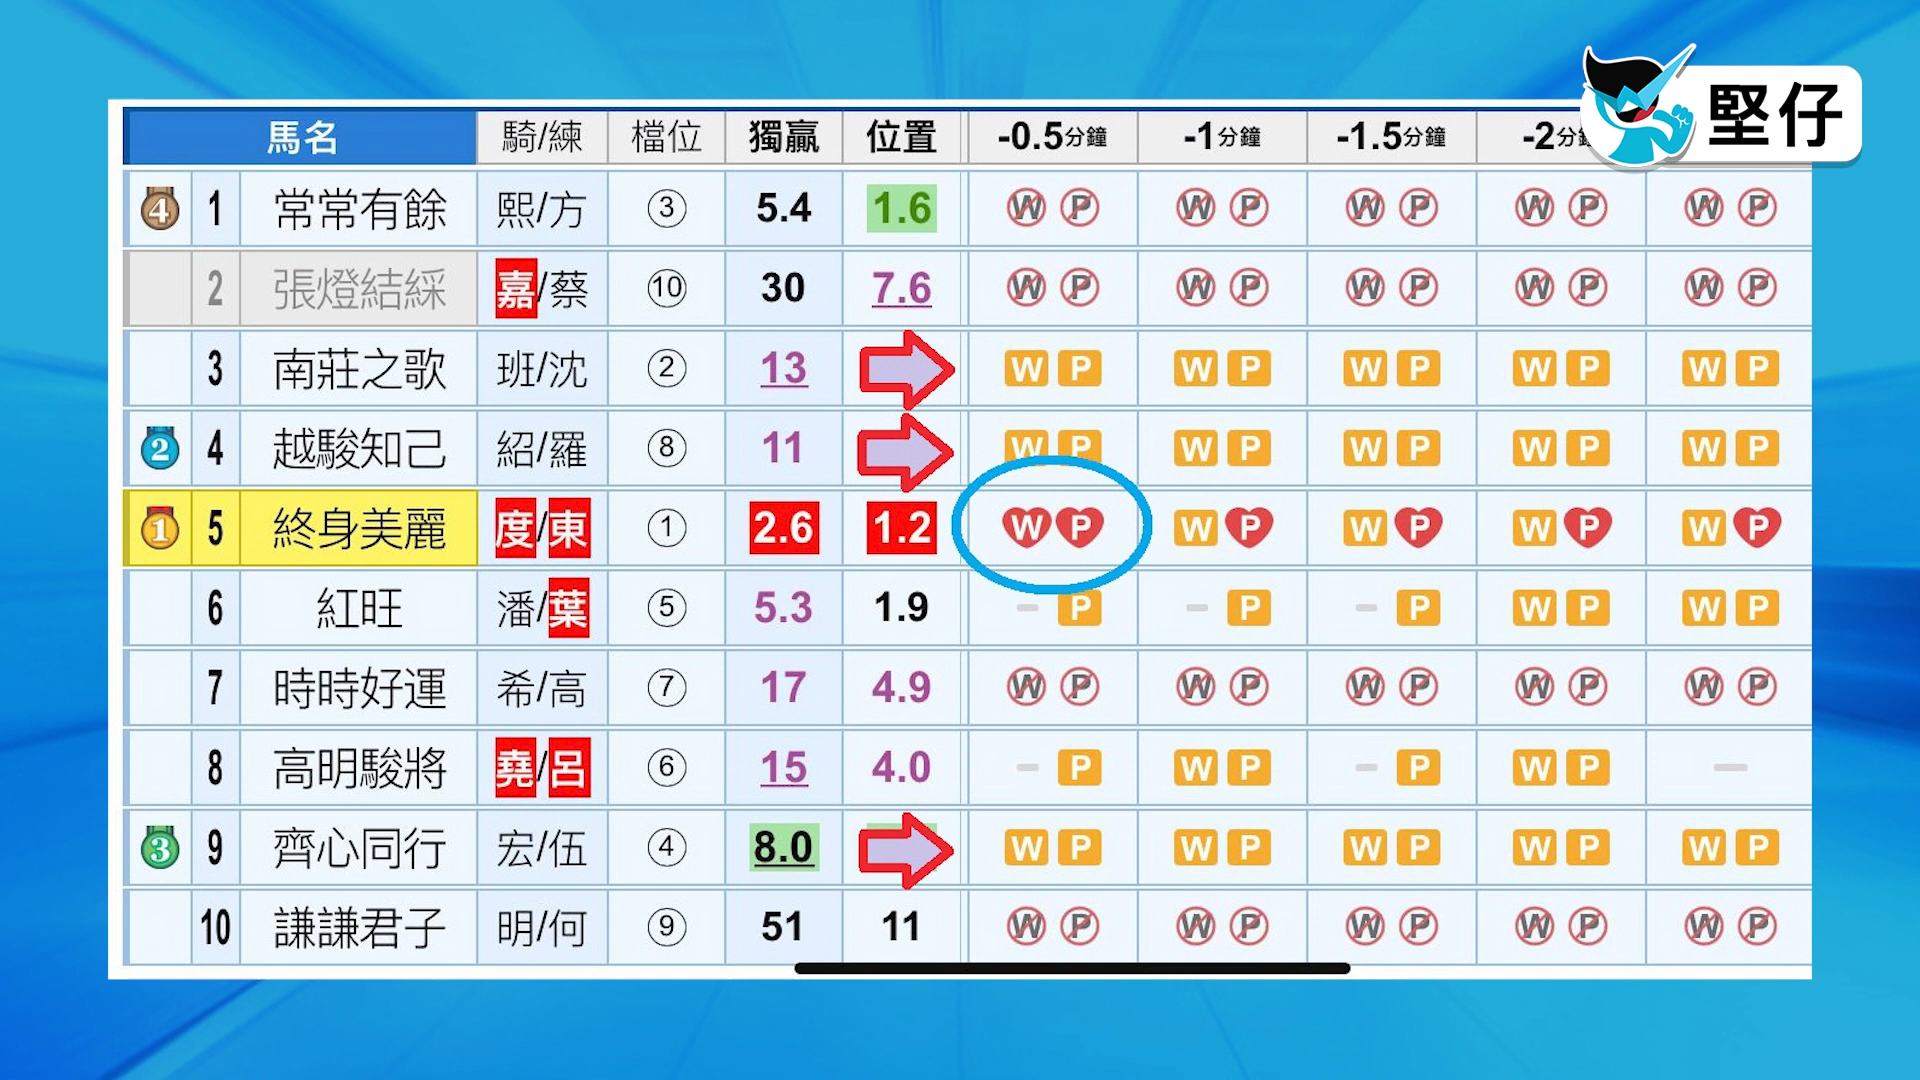 堅仔
馬名 騎/練 檔位 獨贏 位置 -0.5分鐘 -1分鐘 -1.5分鐘 -2分
4 1 常常有餘 熙/方 3 5.4 1.6 W P W P W P W P W P
2 張燈結綵 嘉/蔡 10 30 7.6 W P W P W P W P W P
3 南莊之歌 班/沈 2 13 W P W P W P W P W P
2 4 越駿知己 紹/羅 8 11 W P W P W P W P W P
1 5 終身美麗 度/東 1 2.6 1.2 W P W P W P W P W P
6 紅旺 潘/葉 5 5.3 1.9 - P - P - P W P W P
7 時時好運 希/高 7 17 4.9 W P W P W P W P W P
8 高明駿將 堯/呂 6 15 4.0 - P W P - P W P -
3 9 齊心同行 宏/伍 4 8.0 W P W P W P W P W P
10 謙謙君子 明/何 9 51 11 W P W P W P W P W P